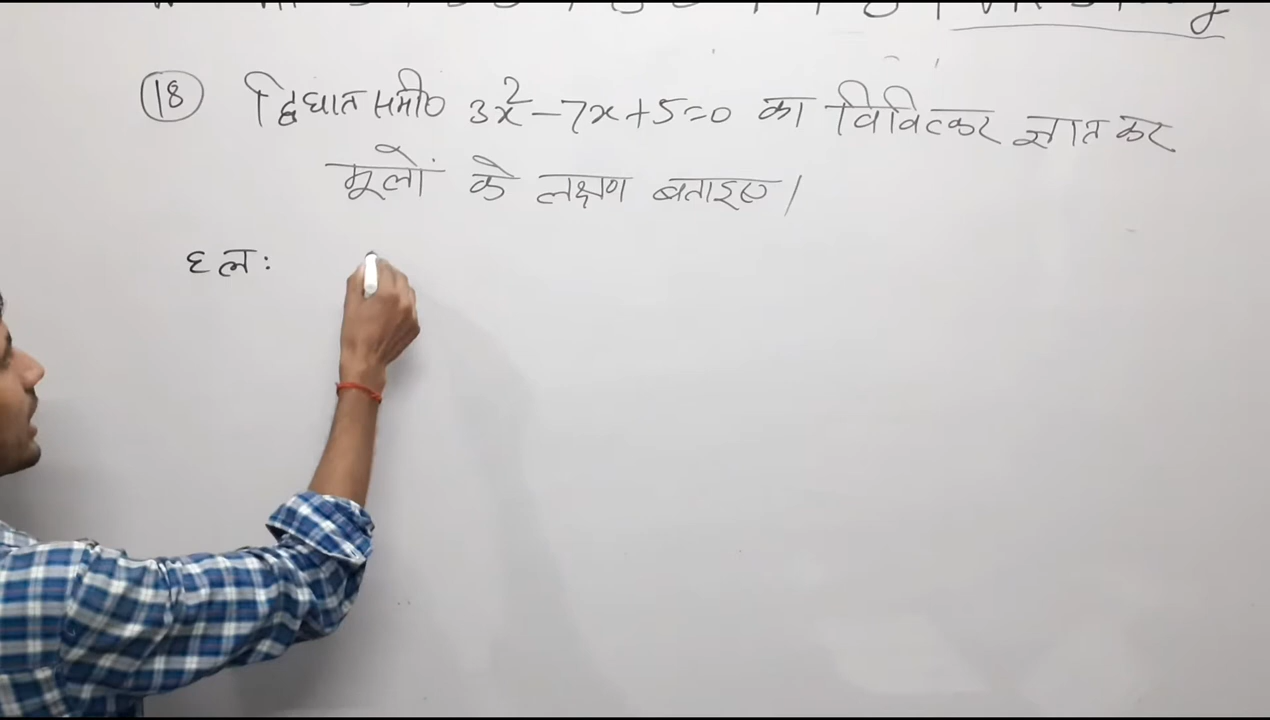 (18) द्विघात समी० 3x² - 7x + 5 = 0 का विविक्तकर ज्ञात कर
मूलों के लक्षण बताइए।
हल: